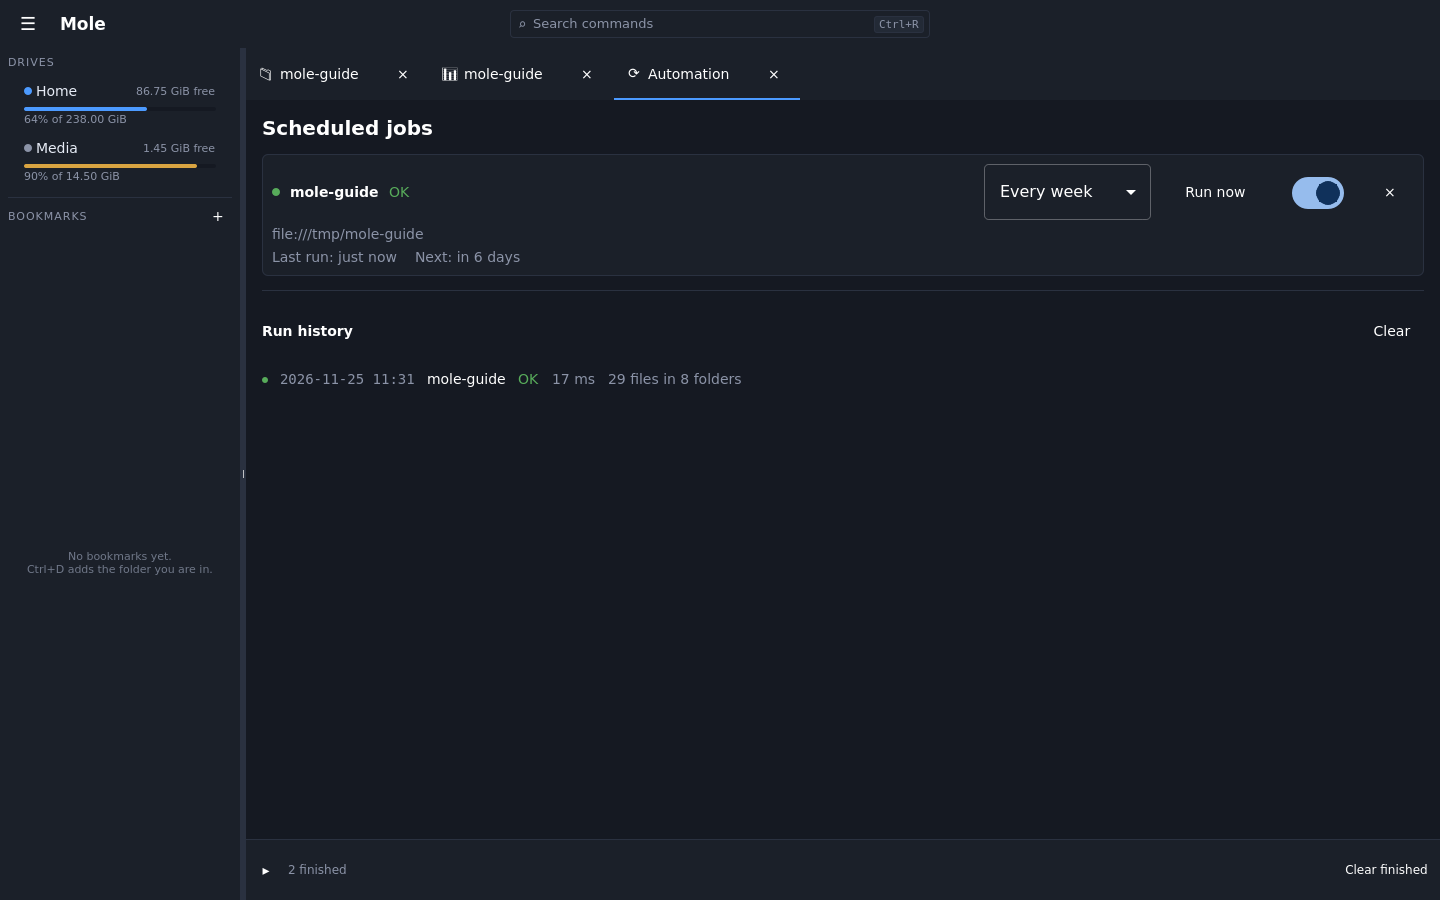 Mole
Search commands
Ctrl+R
DRIVES
Home
86.75 GiB free
64% of 238.00 GiB
Media
1.45 GiB free
90% of 14.50 GiB
BOOKMARKS
+
No bookmarks yet.
Ctrl+D adds the folder you are in.
mole-guide ×
mole-guide ×
Automation ×
Scheduled jobs
mole-guide OK
Every week
Run now
×
file:///tmp/mole-guide
Last run: just now Next: in 6 days
Run history
Clear
2026-11-25 11:31 mole-guide OK 17 ms 29 files in 8 folders
2 finished
Clear finished